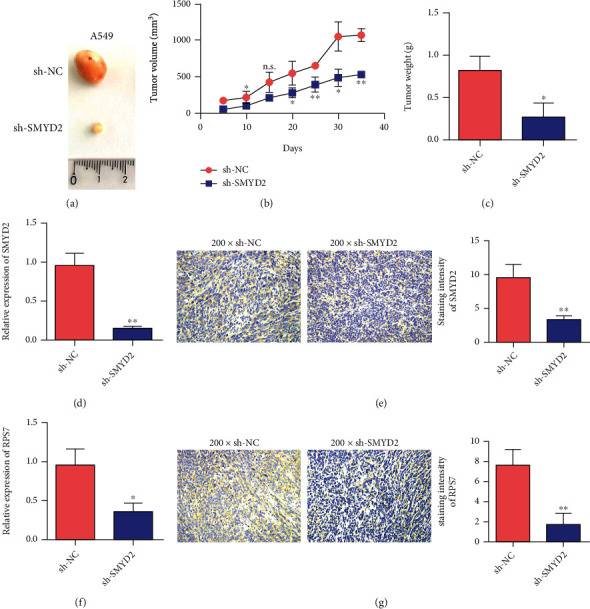 A549
sh-NC
sh-SMYD2
0 1 2
(a)
Tumor volume (mm³)
1500
1000
500
0
n.s.
*
*
**
*
**
0 10 20 30 40
Days
sh-NC
sh-SMYD2
(b)
Tumor weight (g)
1.5
1.0
0.5
0.0
*
sh-NC
sh-SMYD2
(c)
Relative expression of SMYD2
1.5
1.0
0.5
0.0
**
sh-NC
sh-SMYD2
(d)
200 × sh-NC
200 × sh-SMYD2
Staining intensity
of SMYD2
15
10
5
0
**
sh-NC
sh-SMYD2
(e)
Relative expression of RPS7
1.5
1.0
0.5
0.0
*
sh-NC
sh-SMYD2
(f)
200 × sh-NC
200 × sh-SMYD2
staining intensitty
of RPS7
10
8
6
4
2
0
**
sh-NC
sh-SMYD2
(g)